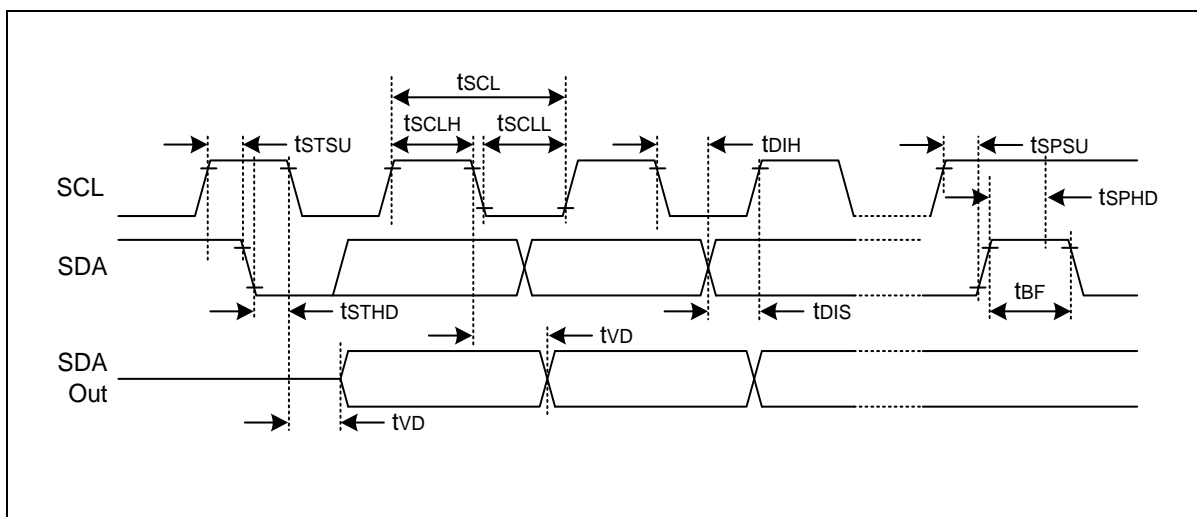 tSCL
tSCLH
tSCLL
tSTSU
tDIH
tSPSU
SCL
tSPHD
SDA
tBF
tSTHD
tDIS
tVD
SDA
Out
tVD